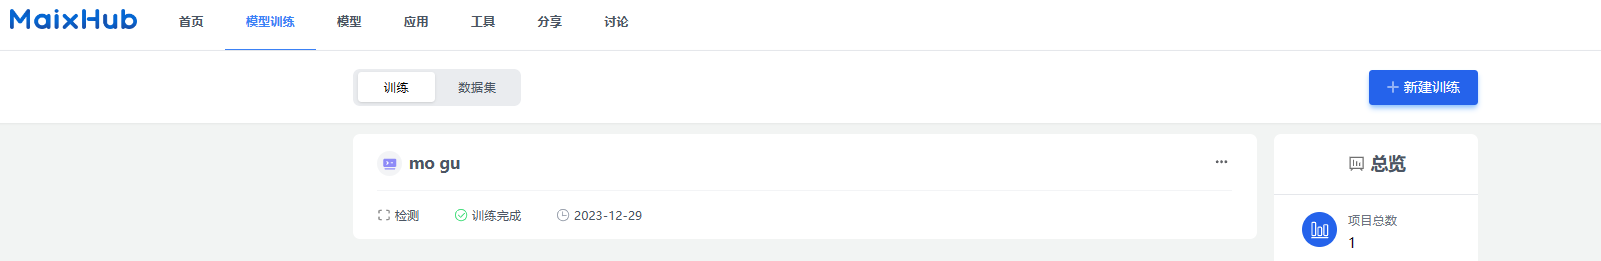 MaixHub 首页 模型训练 模型 应用 工具 分享 讨论
训练 数据集 + 新建训练
mo gu ···
检测 训练完成 2023-12-29
总览
项目总数
1